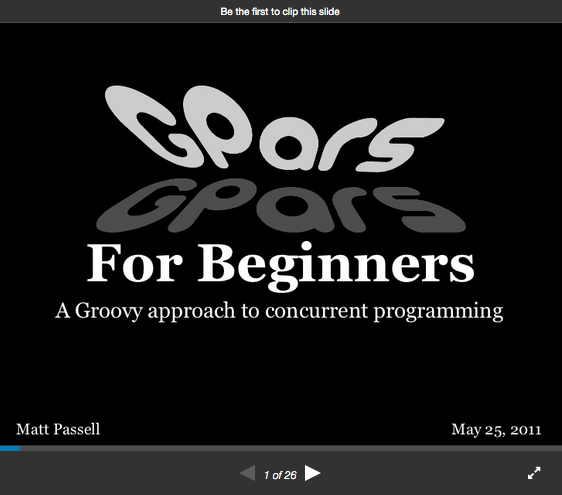 Be the first to clip this slide
GPars
GPars
For Beginners
A Groovy approach to concurrent programming
Matt Passell
May 25, 2011
1 of 26